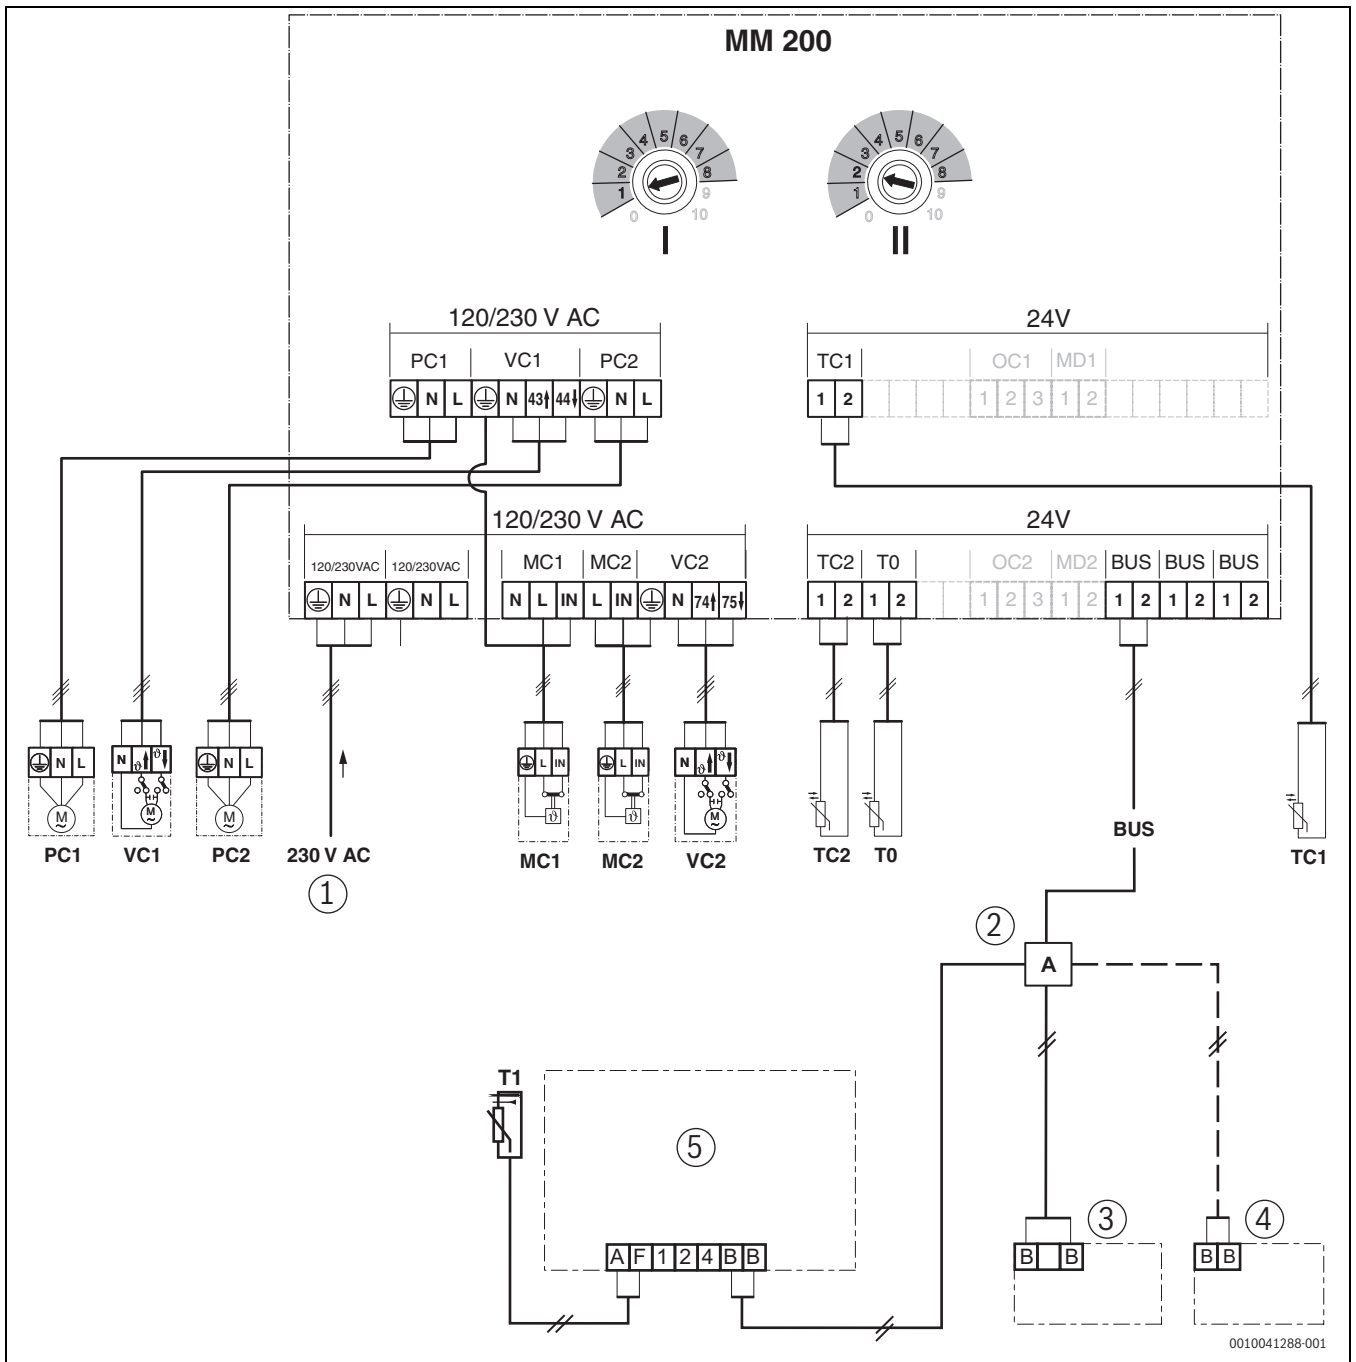 MM 200
0 1 2 3 4 5 6 7 8 9 10
I
0 1 2 3 4 5 6 7 8 9 10
II
120/230 V AC
24V
PC1 VC1 PC2
TC1 OC1 MD1
N L N 43 44 N L
1 2 1 2 3 1 2
120/230 V AC
24V
120/230VAC 120/230VAC MC1 MC2 VC2
TC2 T0 OC2 MD2 BUS BUS BUS
N L N L N L IN L IN N 74 75
1 2 1 2 1 2 3 1 2 1 2 1 2 1 2
N L
N ϑ ϑ
N L
L IN
L IN
N ϑ ϑ
M ~
M ~
M ~
ϑ
ϑ
M ~
PC1 VC1 PC2 230 V AC MC1 MC2 VC2 TC2 T0 BUS TC1
1
2
A
T1
5
3
4
A F 1 2 4 B B
B B
B B
0010041288-001